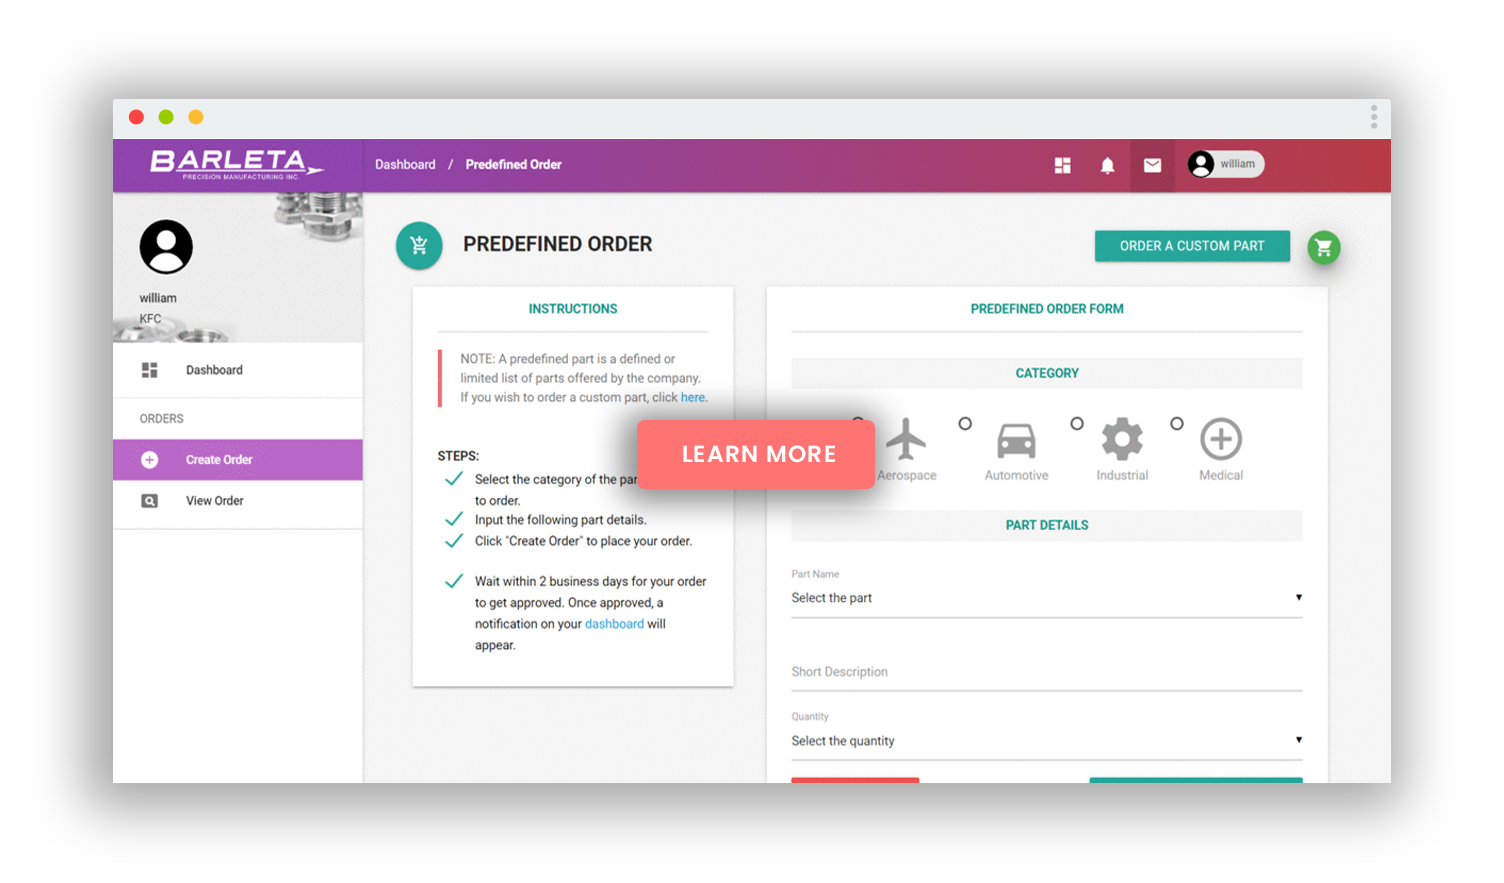 BARLETA
PRECISION MANUFACTURING INC.
Dashboard / Predefined Order
william
william
KFC
Dashboard
ORDERS
Create Order
View Order
PREDEFINED ORDER
ORDER A CUSTOM PART
INSTRUCTIONS
NOTE: A predefined part is a defined or
limited list of parts offered by the company.
If you wish to order a custom part, click here.
STEPS:
Select the category of the par
to order.
Input the following part details.
Click "Create Order" to place your order.
Wait within 2 business days for your order
to get approved. Once approved, a
notification on your dashboard will
appear.
LEARN MORE
PREDEFINED ORDER FORM
CATEGORY
Aerospace
Automotive
Industrial
Medical
PART DETAILS
Part Name
Select the part
Short Description
Quantity
Select the quantity